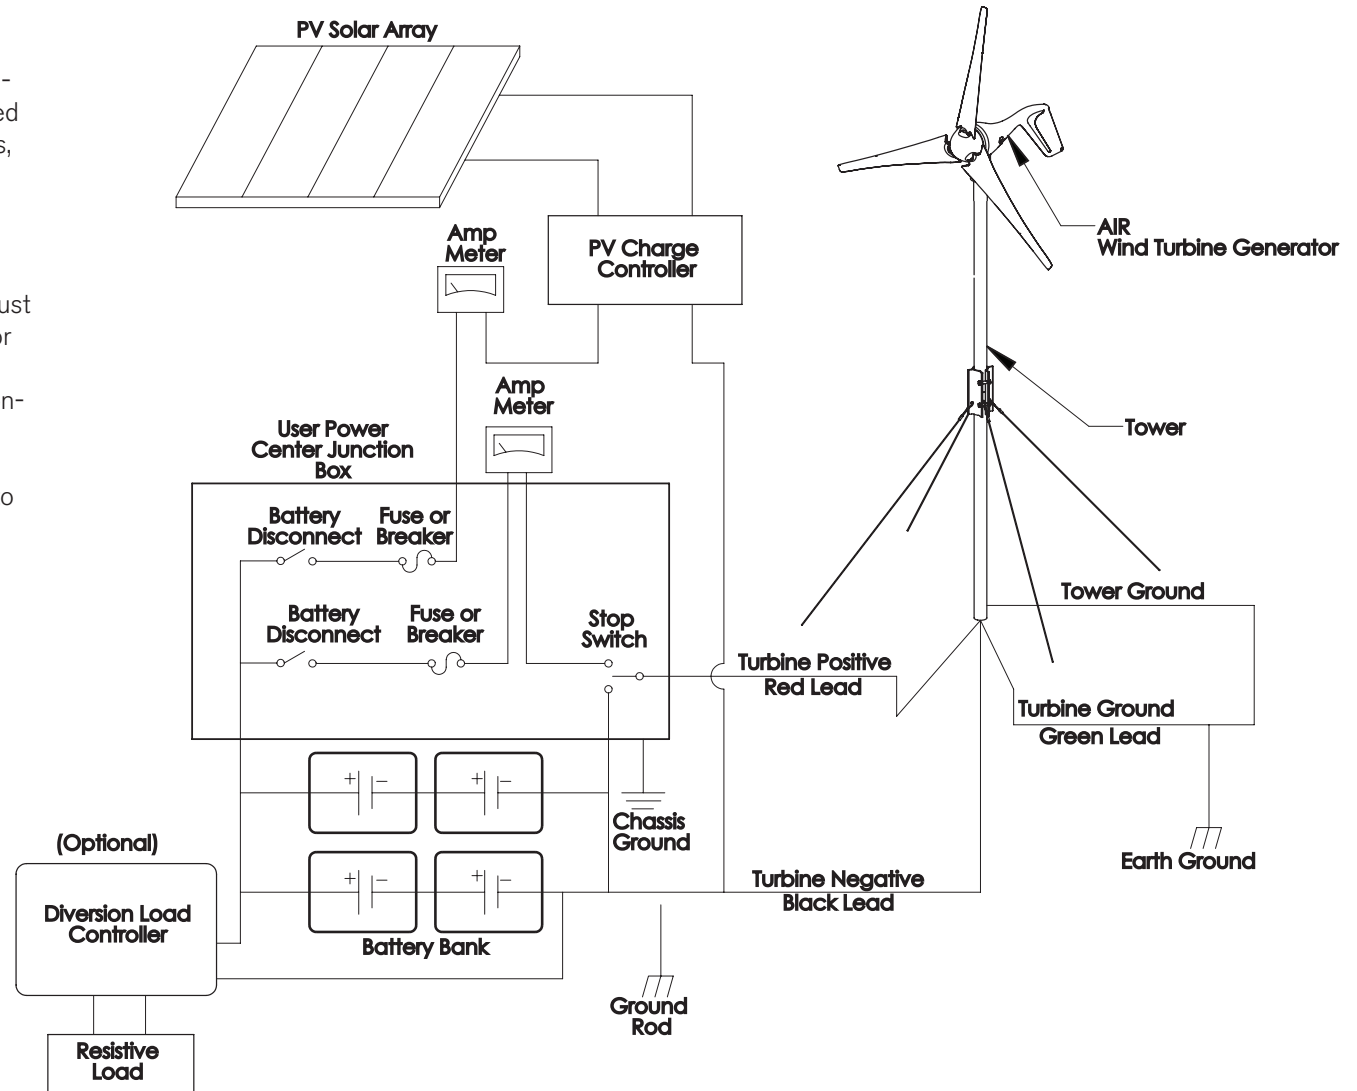 PV Solar Array
-
ed
s,
ust
or
n-
o
Amp
Meter
PV Charge
Controller
AIR
Wind Turbine Generator
Amp
Meter
Tower
User Power
Center Junction
Box
Battery
Disconnect
Fuse or
Breaker
Battery
Disconnect
Fuse or
Breaker
Stop
Switch
Tower Ground
Turbine Positive
Red Lead
Turbine Ground
Green Lead
+ −
+ −
Chassis
Ground
Earth Ground
(Optional)
Diversion Load
Controller
+ −
+ −
Battery Bank
Turbine Negative
Black Lead
Ground
Rod
Resistive
Load